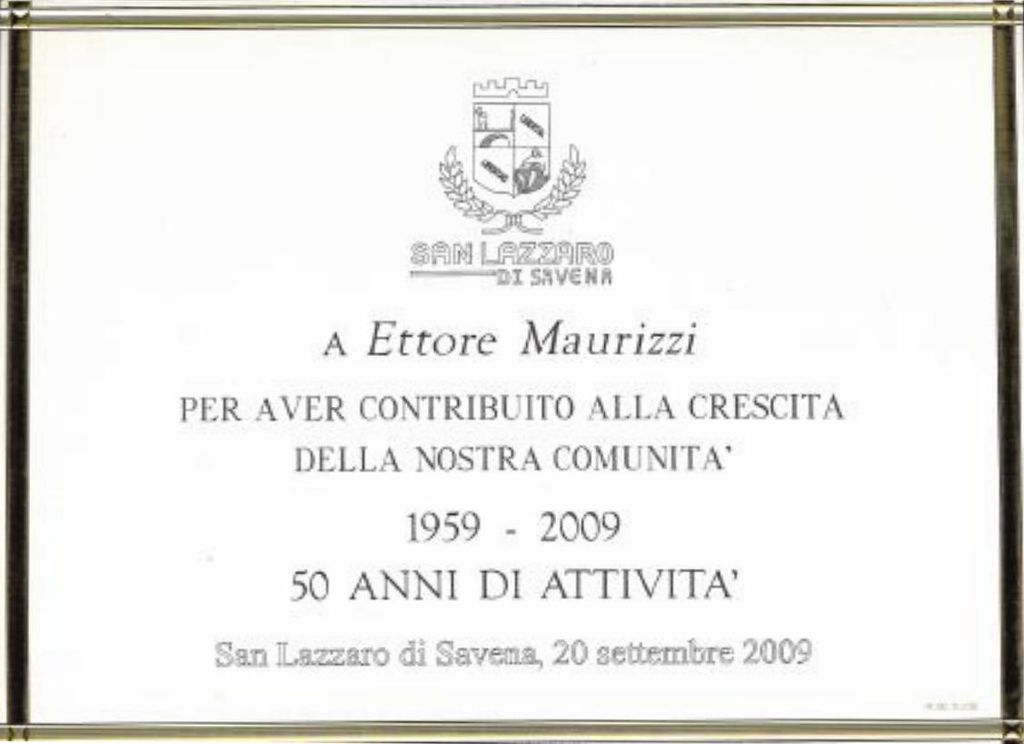 SAN LAZZARO
DI SAVENA
A Ettore Maurizzi
PER AVER CONTRIBUITO ALLA CRESCITA
DELLA NOSTRA COMUNITA'
1959 - 2009
50 ANNI DI ATTIVITA'
San Lazzaro di Savena, 20 settembre 2009